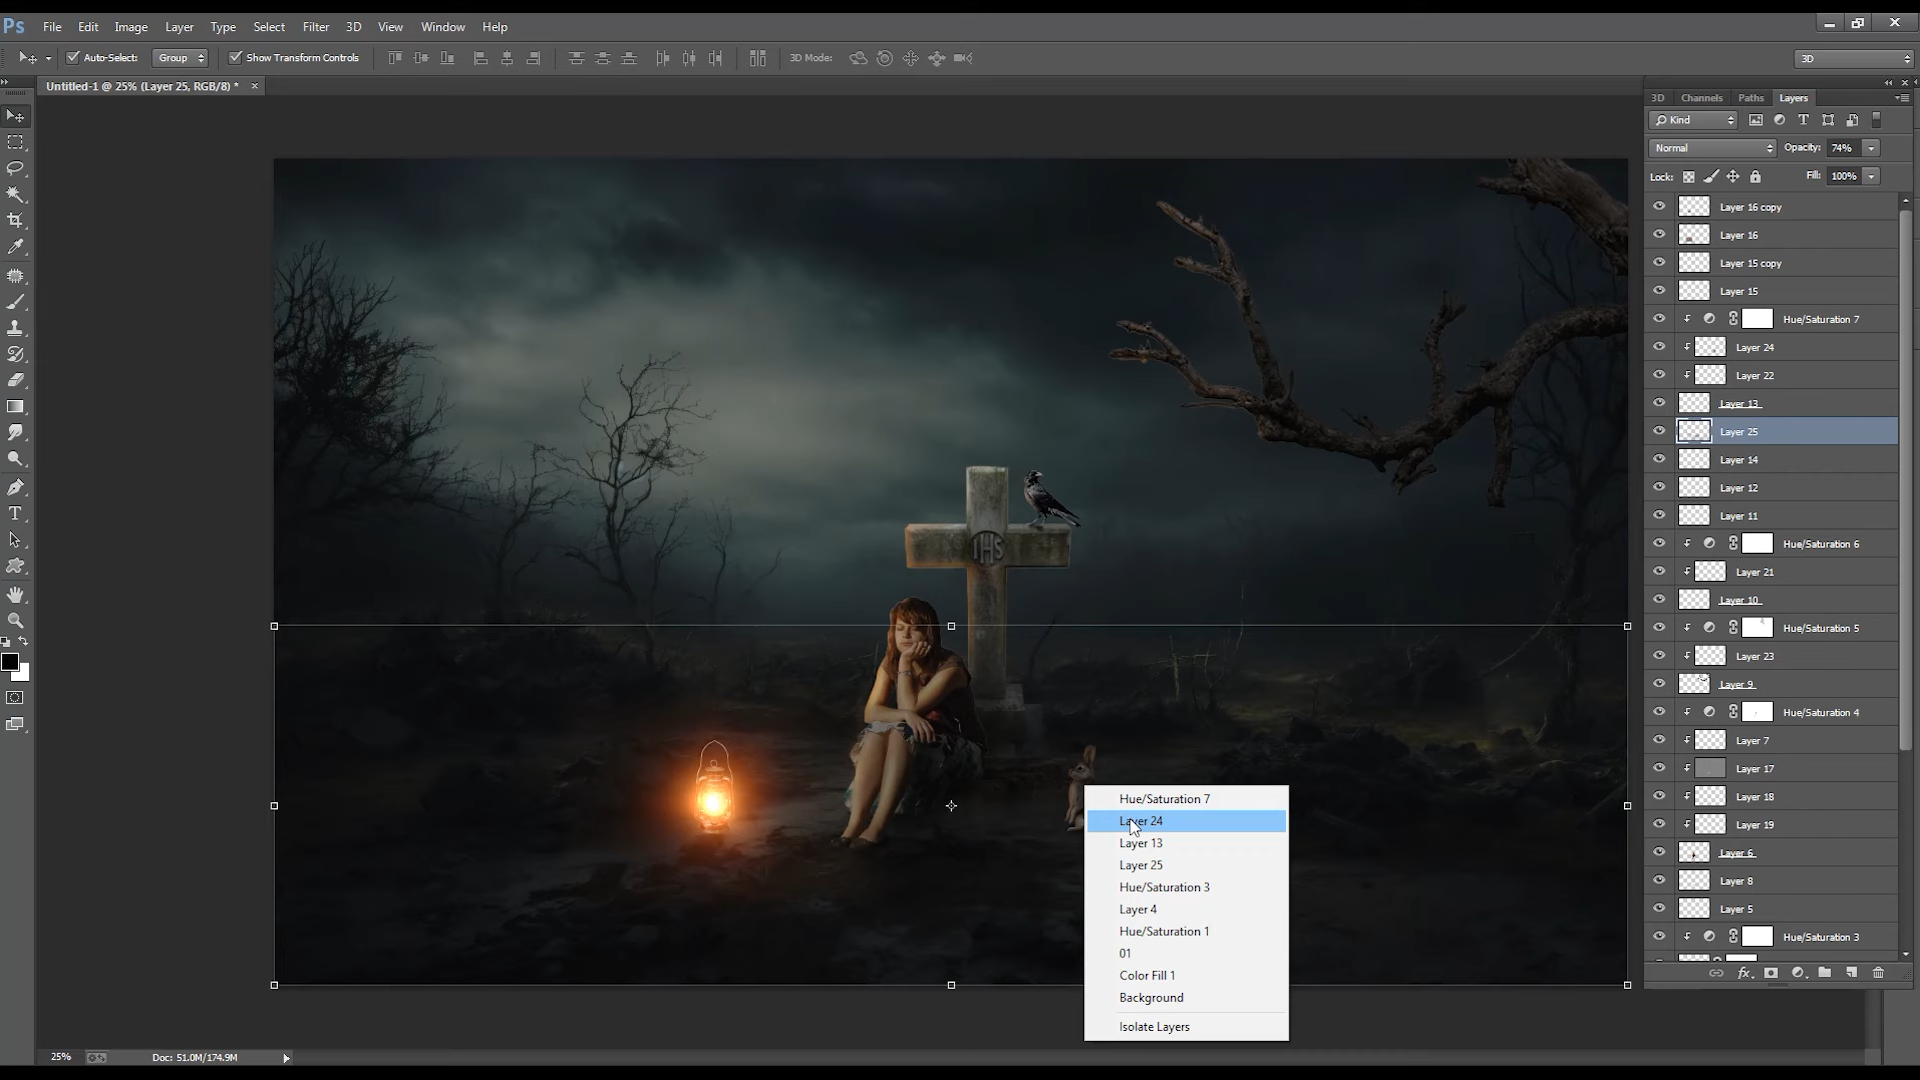 Ps File Edit Image Layer Type Select Filter 3D View Window Help
Auto-Select: Group Show Transform Controls 3D Mode: 3D
Untitled-1 @ 25% (Layer 25, RGB/8) *
3D Channels Paths Layers
Kind
Normal Opacity: 74%
Lock: Fill: 100%
Layer 16 copy
Layer 16
Layer 15 copy
Layer 15
Hue/Saturation 7
Layer 24
Layer 22
Layer 13
Layer 25
Layer 14
Layer 12
Layer 11
Hue/Saturation 6
Layer 21
Layer 10
Hue/Saturation 5
Layer 23
Layer 9
Hue/Saturation 4
Layer 7
Layer 17
Layer 18
Layer 19
Layer 6
Layer 8
Layer 5
Hue/Saturation 3
fx
IHS
Hue/Saturation 7
Layer 24
Layer 13
Layer 25
Hue/Saturation 3
Layer 4
Hue/Saturation 1
01
Color Fill 1
Background
Isolate Layers
25% Doc: 51.0M/174.9M